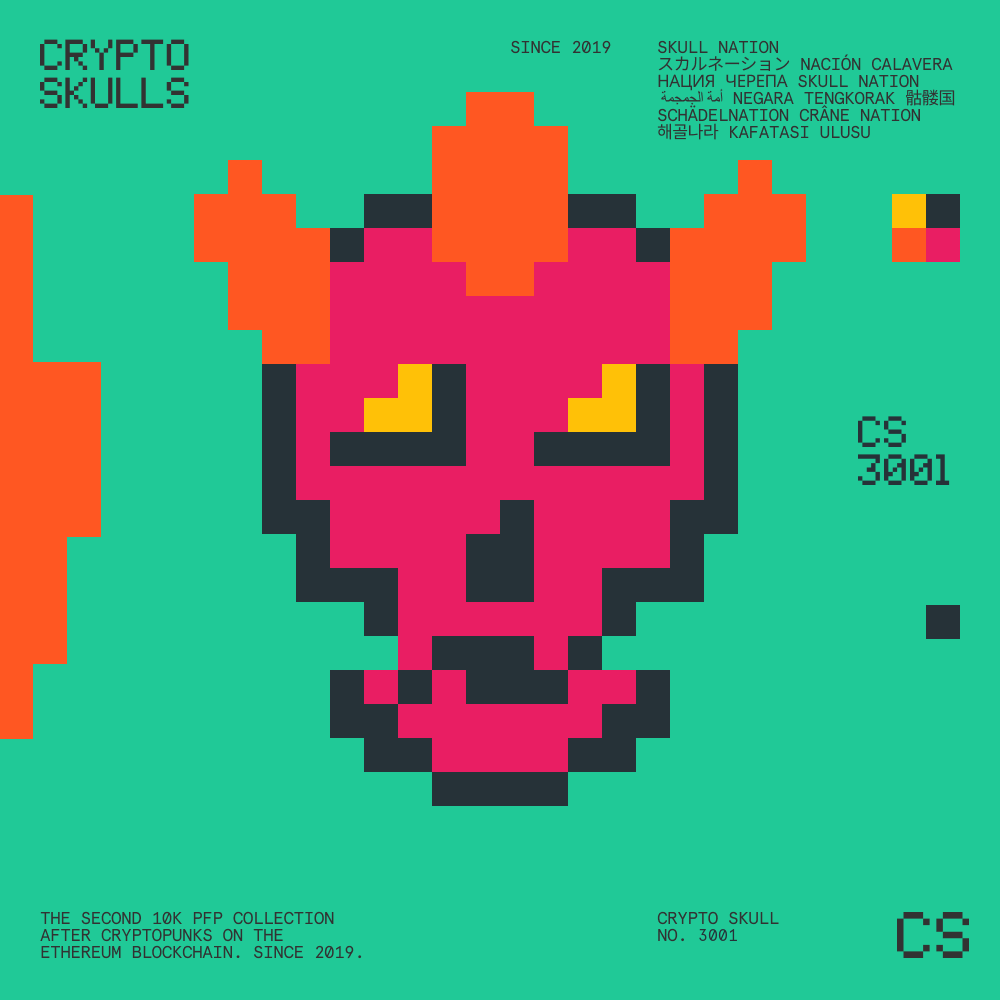 CRYPTO
SKULLS
SINCE 2019
SKULL NATION
スカルネーション NACIÓN CALAVERA
НАЦИЯ ЧЕРЕПА SKULL NATION
أمة الجمجمة NEGARA TENGKORAK 骷髅国
SCHÄDELNATION CRÂNE NATION
해골나라 KAFATASI ULUSU
CS
3001
THE SECOND 10K PFP COLLECTION
AFTER CRYPTOPUNKS ON THE
ETHEREUM BLOCKCHAIN. SINCE 2019.
CRYPTO SKULL
NO. 3001
CS